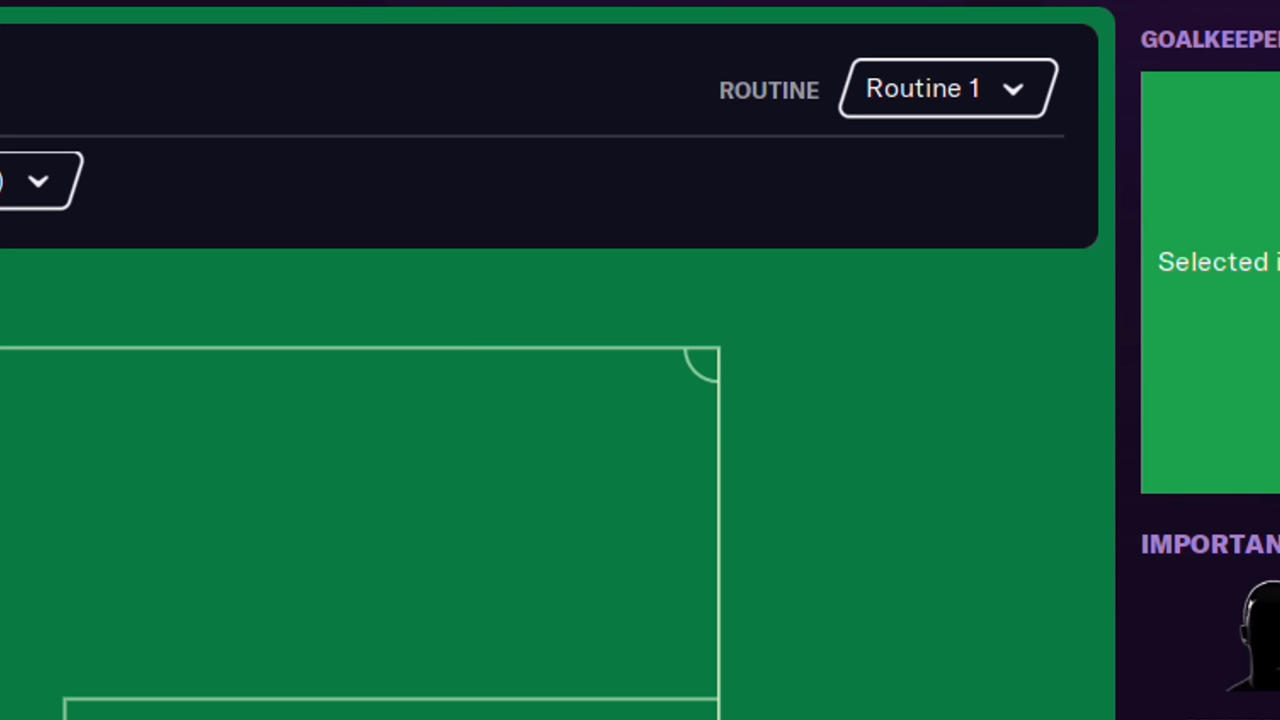 ROUTINE
Routine 1
GOALKEEPE
Selected
IMPORTAN